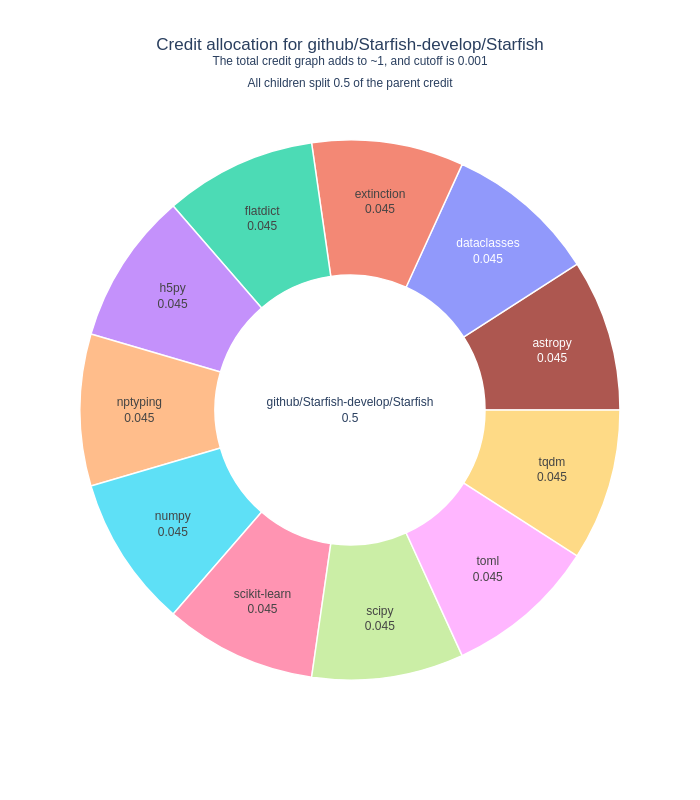 Credit allocation for github/Starfish-develop/Starfish
The total credit graph adds to ~1, and cutoff is 0.001
All children split 0.5 of the parent credit
extinction
0.045
flatdict
0.045
dataclasses
0.045
h5py
0.045
astropy
0.045
nptyping
0.045
github/Starfish-develop/Starfish
0.5
tqdm
0.045
numpy
0.045
toml
0.045
scikit-learn
0.045
scipy
0.045